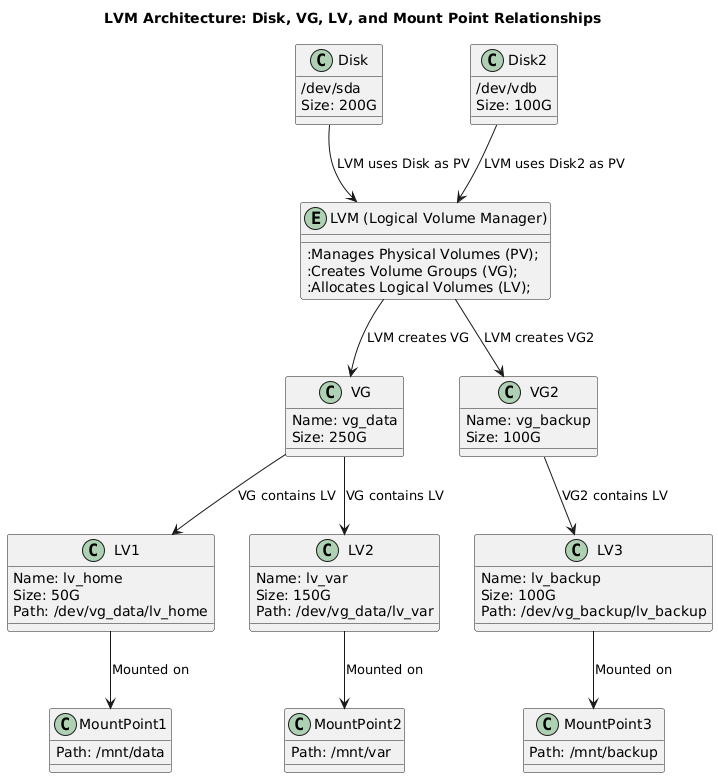 LVM Architecture: Disk, VG, LV, and Mount Point Relationships
C Disk
/dev/sda
Size: 200G
C Disk2
/dev/vdb
Size: 100G
LVM uses Disk as PV
LVM uses Disk2 as PV
E LVM (Logical Volume Manager)
:Manages Physical Volumes (PV);
:Creates Volume Groups (VG);
:Allocates Logical Volumes (LV);
LVM creates VG
LVM creates VG2
C VG
Name: vg_data
Size: 250G
C VG2
Name: vg_backup
Size: 100G
VG contains LV
VG contains LV
VG2 contains LV
C LV1
Name: lv_home
Size: 50G
Path: /dev/vg_data/lv_home
C LV2
Name: lv_var
Size: 150G
Path: /dev/vg_data/lv_var
C LV3
Name: lv_backup
Size: 100G
Path: /dev/vg_backup/lv_backup
Mounted on
Mounted on
Mounted on
C MountPoint1
Path: /mnt/data
C MountPoint2
Path: /mnt/var
C MountPoint3
Path: /mnt/backup